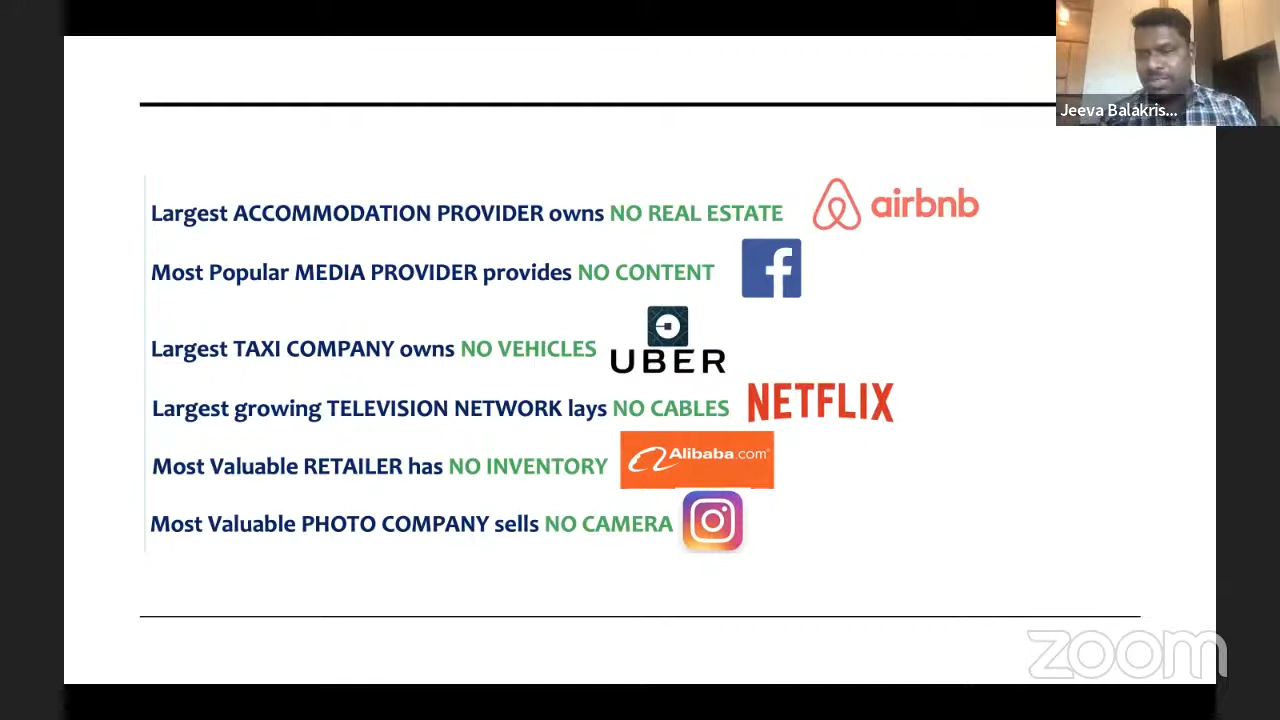 Jeeva Balakris...
Largest ACCOMMODATION PROVIDER owns NO REAL ESTATE airbnb
Most Popular MEDIA PROVIDER provides NO CONTENT f
Largest TAXI COMPANY owns NO VEHICLES UBER
Largest growing TELEVISION NETWORK lays NO CABLES NETFLIX
Most Valuable RETAILER has NO INVENTORY Alibaba.com
Most Valuable PHOTO COMPANY sells NO CAMERA
zoom